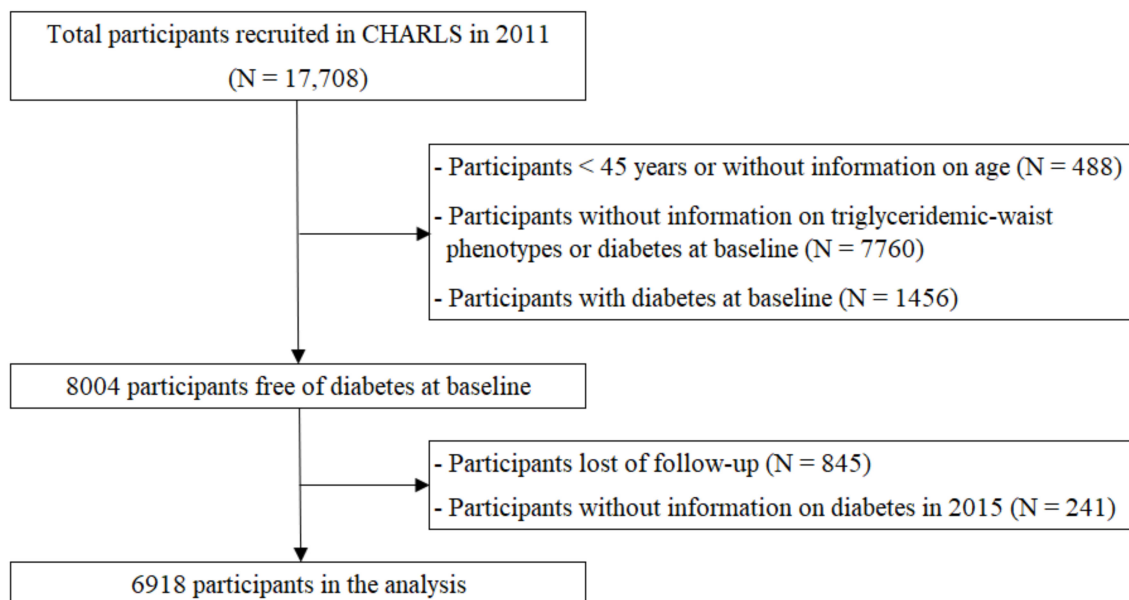 Total participants recruited in CHARLS in 2011
(N = 17,708)
- Participants < 45 years or without information on age (N = 488)
- Participants without information on triglyceridemic-waist
phenotypes or diabetes at baseline (N = 7760)
- Participants with diabetes at baseline (N = 1456)
8004 participants free of diabetes at baseline
- Participants lost of follow-up (N = 845)
- Participants without information on diabetes in 2015 (N = 241)
6918 participants in the analysis